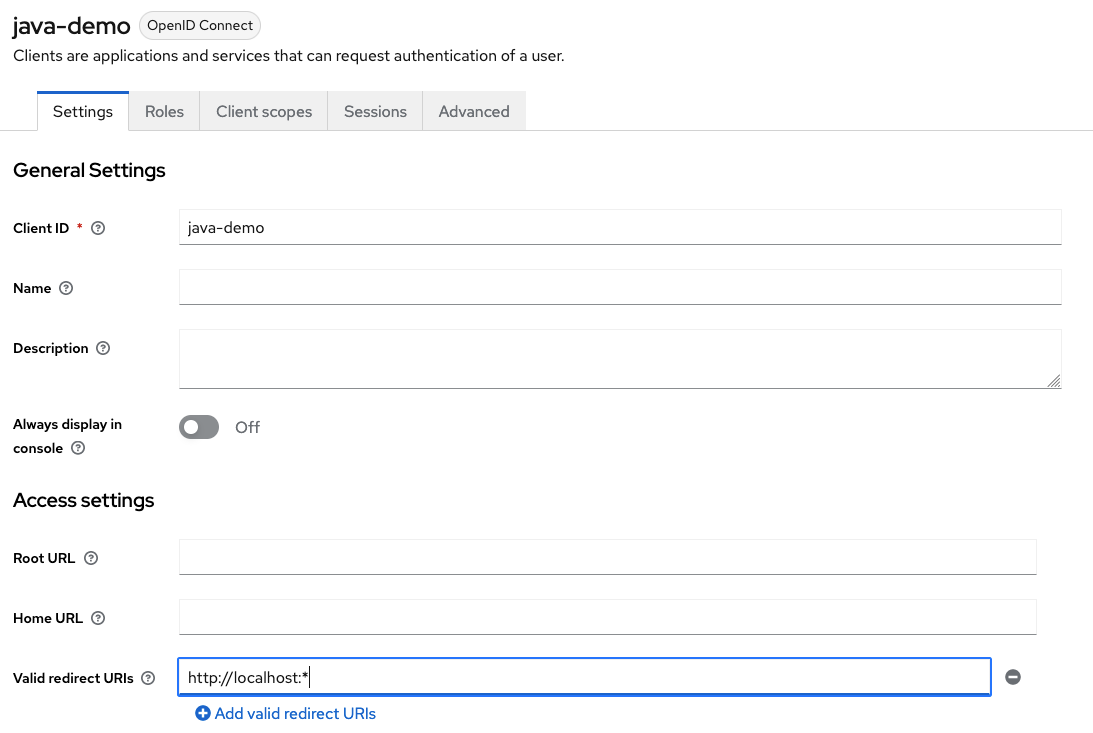 java-demo OpenID Connect
Clients are applications and services that can request authentication of a user.
Settings Roles Client scopes Sessions Advanced
General Settings
Client ID * java-demo
Name
Description
Always display in
console
Off
Access settings
Root URL
Home URL
Valid redirect URIs http://localhost:*
Add valid redirect URIs